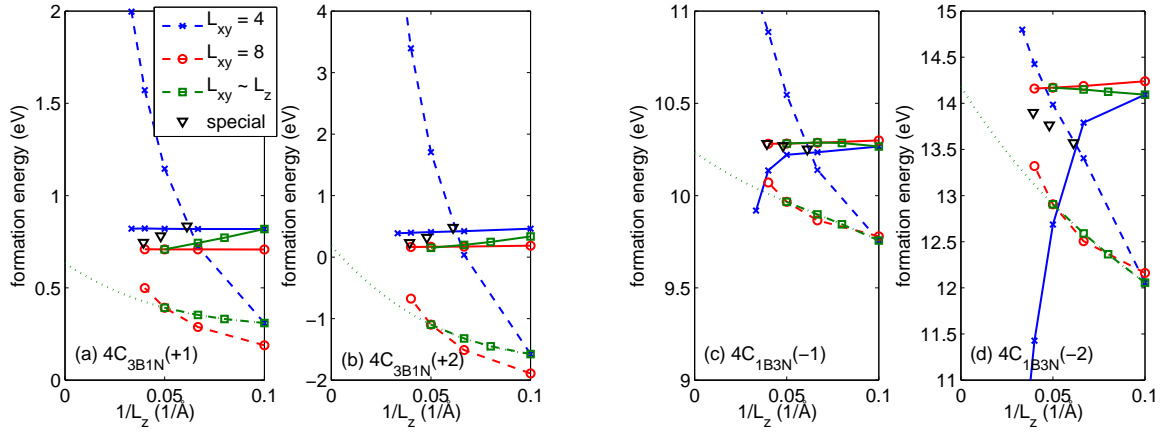 formation energy (eV)
2
1.5
1
0.5
0
L_xy = 4
L_xy = 8
L_xy ~ L_z
special
(a) 4C_3B1N(+1)
0
0.05
0.1
1/L_z (1/Å)
formation energy (eV)
4
3
2
1
0
−1
−2
(b) 4C_3B1N(+2)
0
0.05
0.1
1/L_z (1/Å)
formation energy (eV)
11
10.5
10
9.5
9
(c) 4C_1B3N(−1)
0
0.05
0.1
1/L_z (1/Å)
formation energy (eV)
15
14.5
14
13.5
13
12.5
12
11.5
11
(d) 4C_1B3N(−2)
0
0.05
0.1
1/L_z (1/Å)